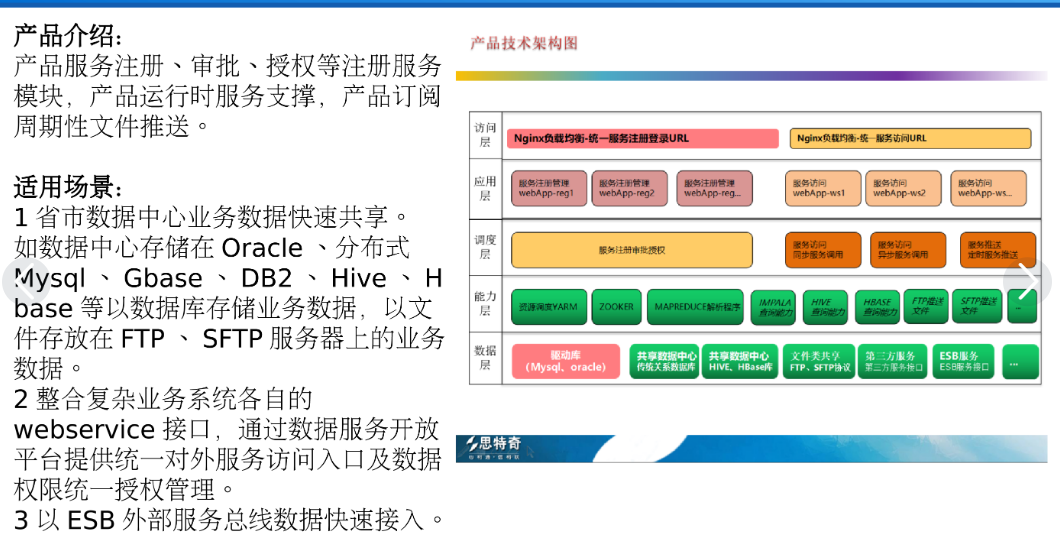 产品介绍：
产品服务注册、审批、授权等注册服务
模块，产品运行时服务支撑，产品订阅
周期性文件推送。
适用场景：
1 省市数据中心业务数据快速共享。
如数据中心存储在 Oracle 、分布式
Mysql 、 Gbase 、 DB2 、 Hive 、 H
base 等以数据库存储业务数据，以文
件存放在 FTP 、 SFTP 服务器上的业务
数据。
2 整合复杂业务系统各自的
webservice 接口，通过数据服务开放
平台提供统一对外服务访问入口及数据
权限统一授权管理。
3 以 ESB 外部服务总线数据快速接入。
产品技术架构图
访问
层
Nginx负载均衡-统一服务注册登录URL
Nginx负载均衡-统一服务访问URL
应用
层
服务注册管理
webApp-reg1
服务注册管理
webApp-reg2
服务注册管理
webApp-reg...
服务访问
webApp-ws1
服务访问
webApp-ws2
服务访问
webApp-ws...
调度
层
服务注册审批授权
服务访问
同步服务调用
服务访问
异步服务调用
服务推送
定时服务推送
能力
层
资源调度YARM
ZOOKER
MAPREDUCE解析程序
IMPALA
查询能力
HIVE
查询能力
HBASE
查询能力
FTP推送
文件
SFTP推送
文件
...
数据
层
驱动库
（Mysql、oracle）
共享数据中心
传统关系数据库
共享数据中心
HIVE、HBase库
文件类共享
FTP、SFTP协议
第三方服务
第三方服务接口
ESB服务
ESB服务接口
...
思特奇